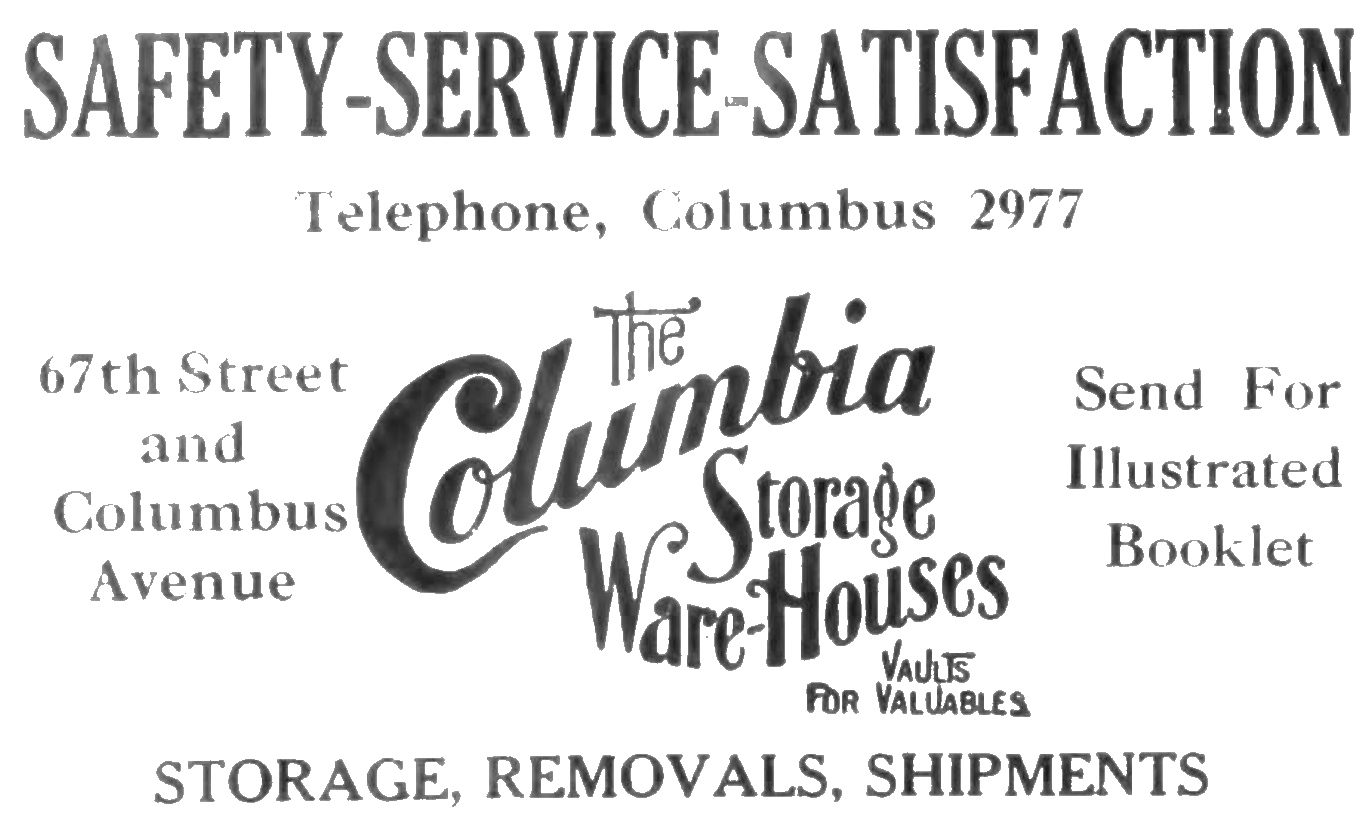 SAFETY-SERVICE-SATISFACTION
Telephone, Columbus 2977
67th Street
and
Columbus
Avenue
The
Columbia
Storage
Ware-Houses
Vaults
For Valuables
Send For
Illustrated
Booklet
STORAGE, REMOVALS, SHIPMENTS